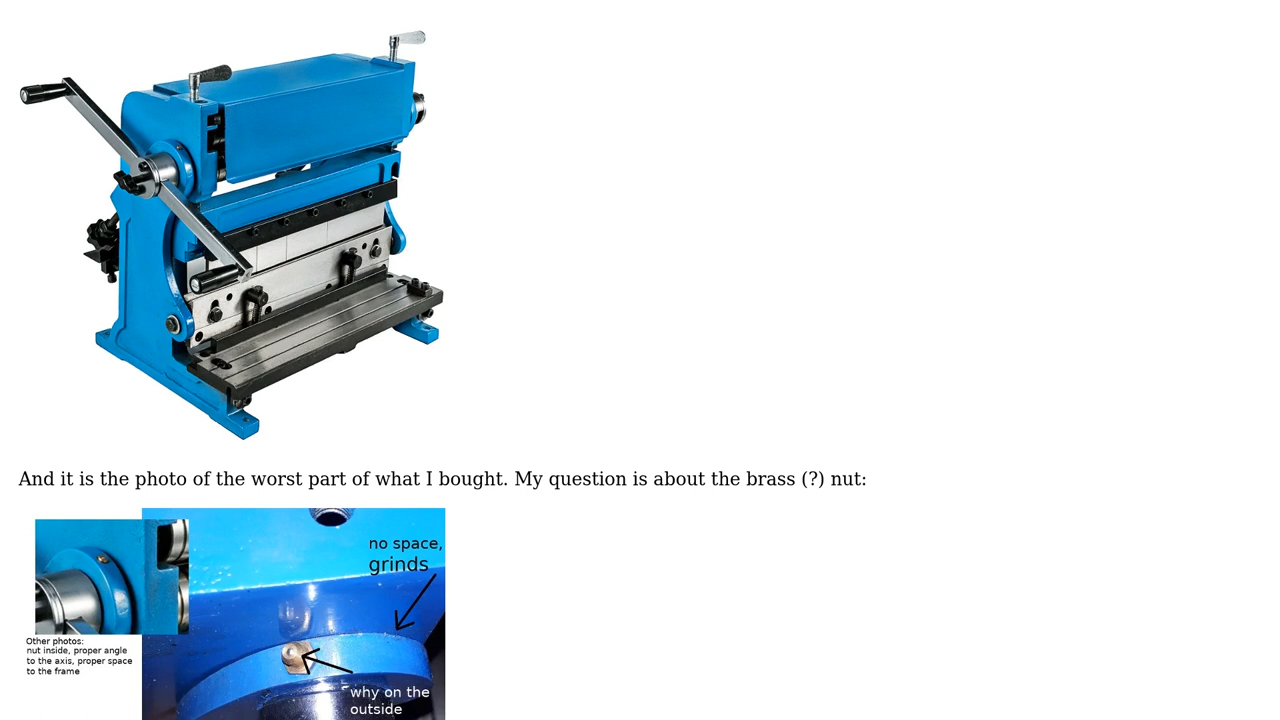 And it is the photo of the worst part of what I bought. My question is about the brass (?) nut:
no space,
grinds
Other photos:
nut inside, proper angle
to the axis, proper space
to the frame
why on the
outside